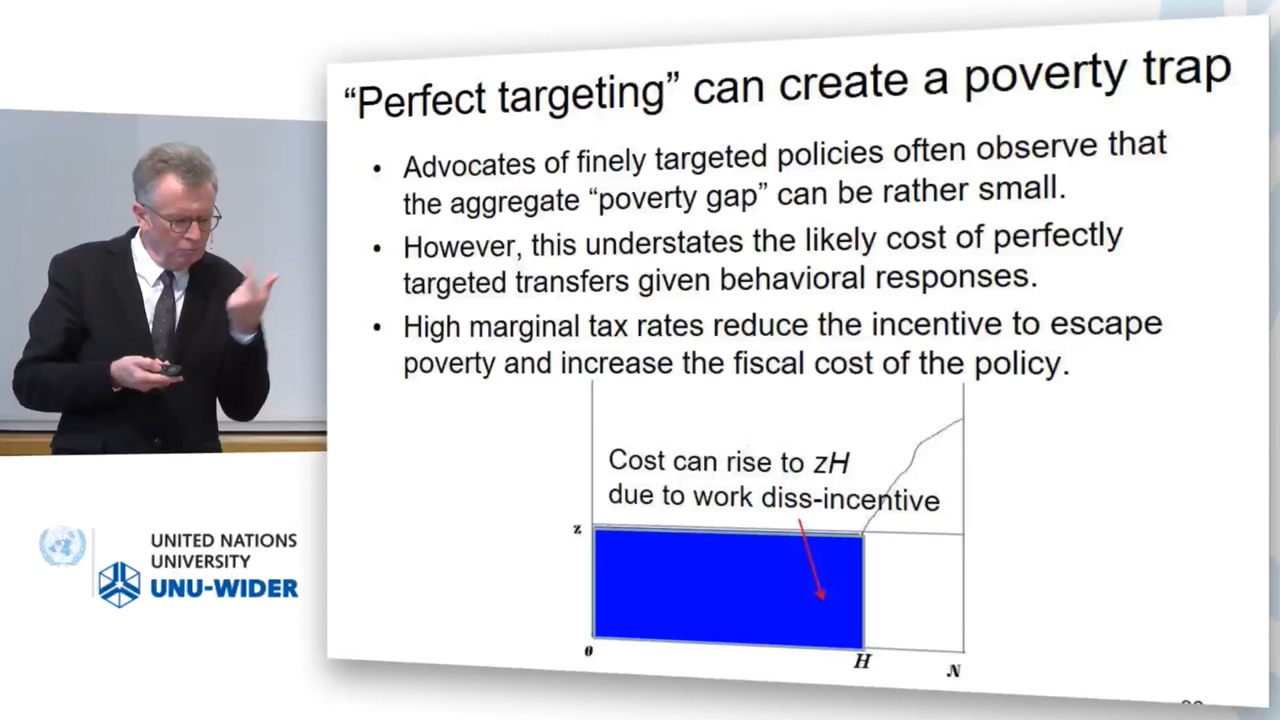 “Perfect targeting” can create a poverty trap
• Advocates of finely targeted policies often observe that
the aggregate “poverty gap” can be rather small.
• However, this understates the likely cost of perfectly
targeted transfers given behavioral responses.
• High marginal tax rates reduce the incentive to escape
poverty and increase the fiscal cost of the policy.
Cost can rise to zH
due to work diss-incentive
z
0
H
N
UNITED NATIONS
UNIVERSITY
UNU-WIDER